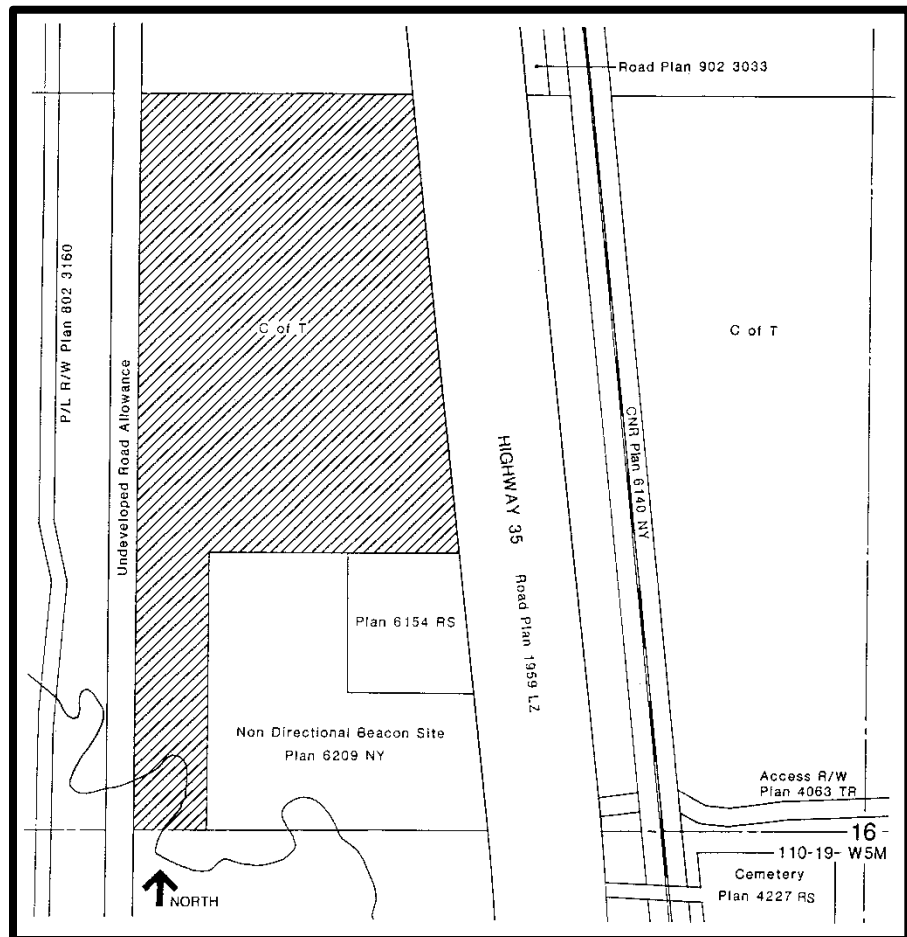 Road Plan 902 3033
P/L R/W Plan 802 3160
Undeveloped Road Allowance
C of T
C of T
HIGHWAY 35
Road Plan 1959 LZ
CNR Plan 6140 NY
Plan 6154 RS
Non Directional Beacon Site
Plan 6209 NY
Access R/W
Plan 4063 TR
16
110-19- W5M
Cemetery
Plan 4227 RS
NORTH